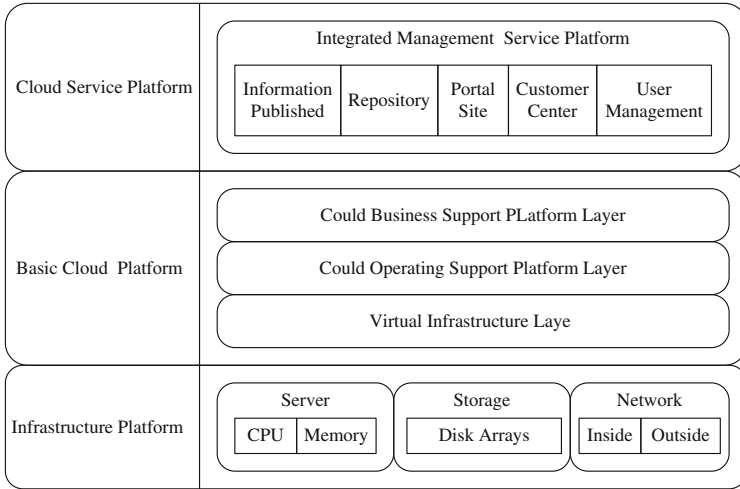 Integrated Management Service Platform
Cloud Service Platform
Information Published
Repository
Portal Site
Customer Center
User Management
Basic Cloud Platform
Could Business Support PLatform Layer
Could Operating Support Platform Layer
Virtual Infrastructure Laye
Infrastructure Platform
Server
CPU
Memory
Storage
Disk Arrays
Network
Inside
Outside